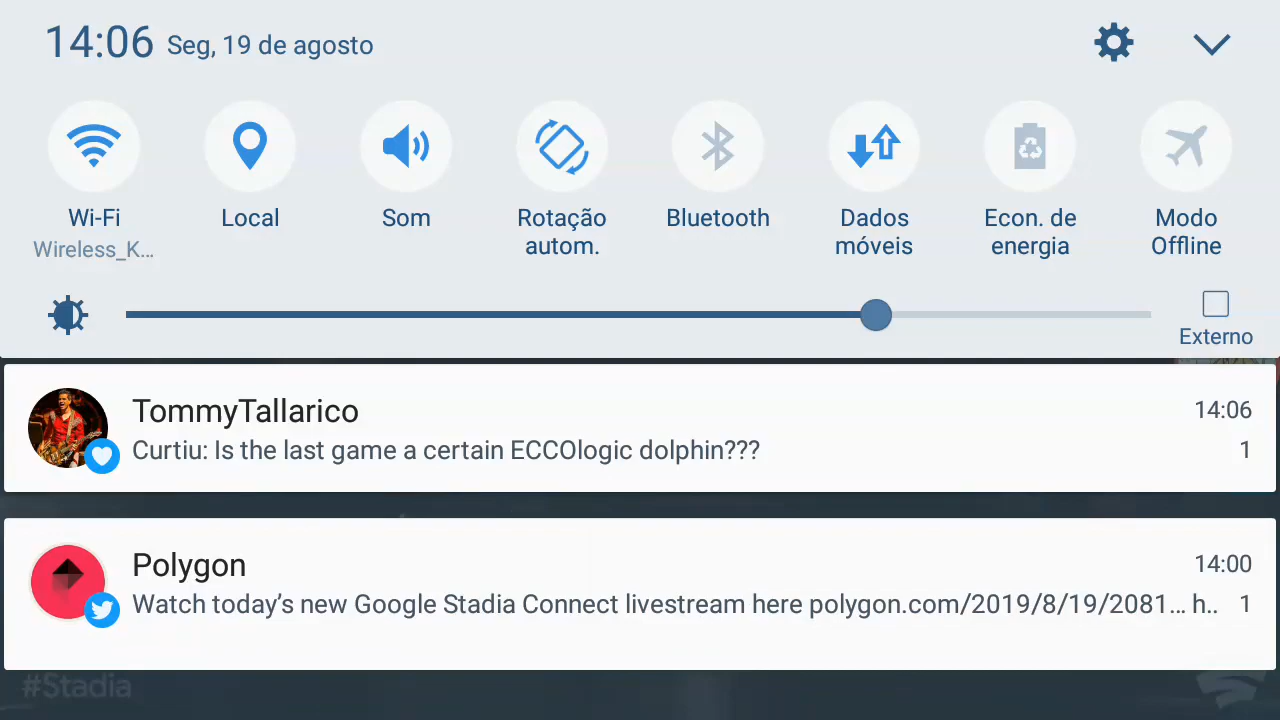 14:06 Seg, 19 de agosto
Wi-Fi
Wireless_K...
Local
Som
Rotação
autom.
Bluetooth
Dados
móveis
Econ. de
energia
Modo
Offline
Externo
TommyTallarico 14:06
Curtiu: Is the last game a certain ECCOlogic dolphin??? 1
Polygon 14:00
Watch today’s new Google Stadia Connect livestream here polygon.com/2019/8/19/2081… h.. 1
#Stadia